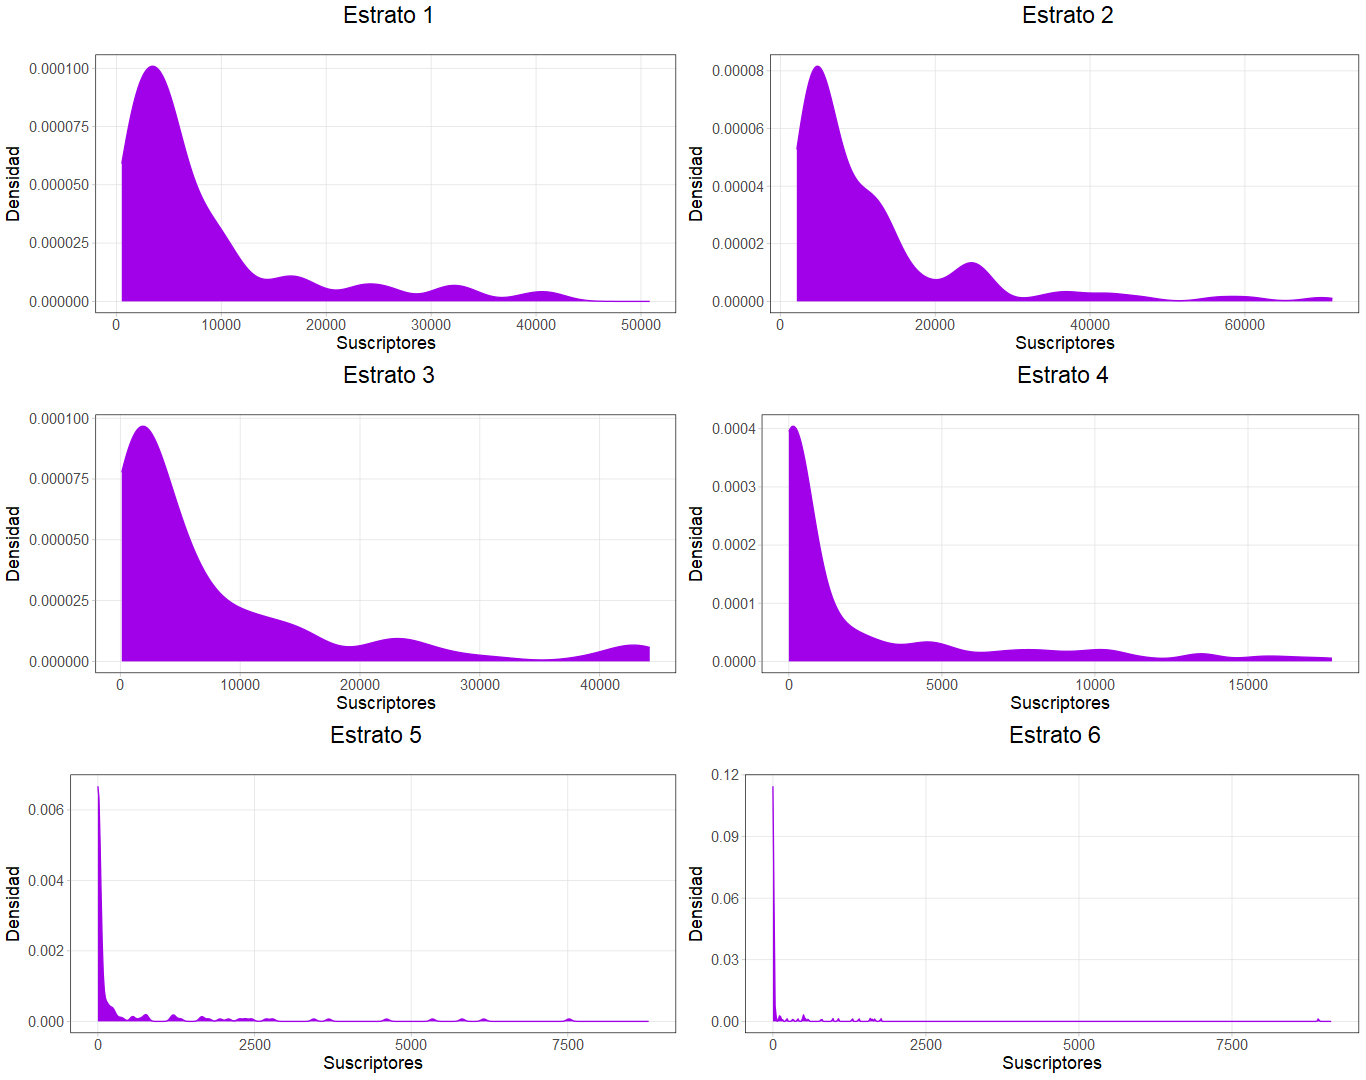 Estrato 1
Densidad
0.000100
0.000075
0.000050
0.000025
0.000000
0 10000 20000 30000 40000 50000
Suscriptores
Estrato 2
Densidad
0.00008
0.00006
0.00004
0.00002
0.00000
0 20000 40000 60000
Suscriptores
Estrato 3
Densidad
0.000100
0.000075
0.000050
0.000025
0.000000
0 10000 20000 30000 40000
Suscriptores
Estrato 4
Densidad
0.0004
0.0003
0.0002
0.0001
0.0000
0 5000 10000 15000
Suscriptores
Estrato 5
Densidad
0.006
0.004
0.002
0.000
0 2500 5000 7500
Suscriptores
Estrato 6
Densidad
0.12
0.09
0.06
0.03
0.00
0 2500 5000 7500
Suscriptores